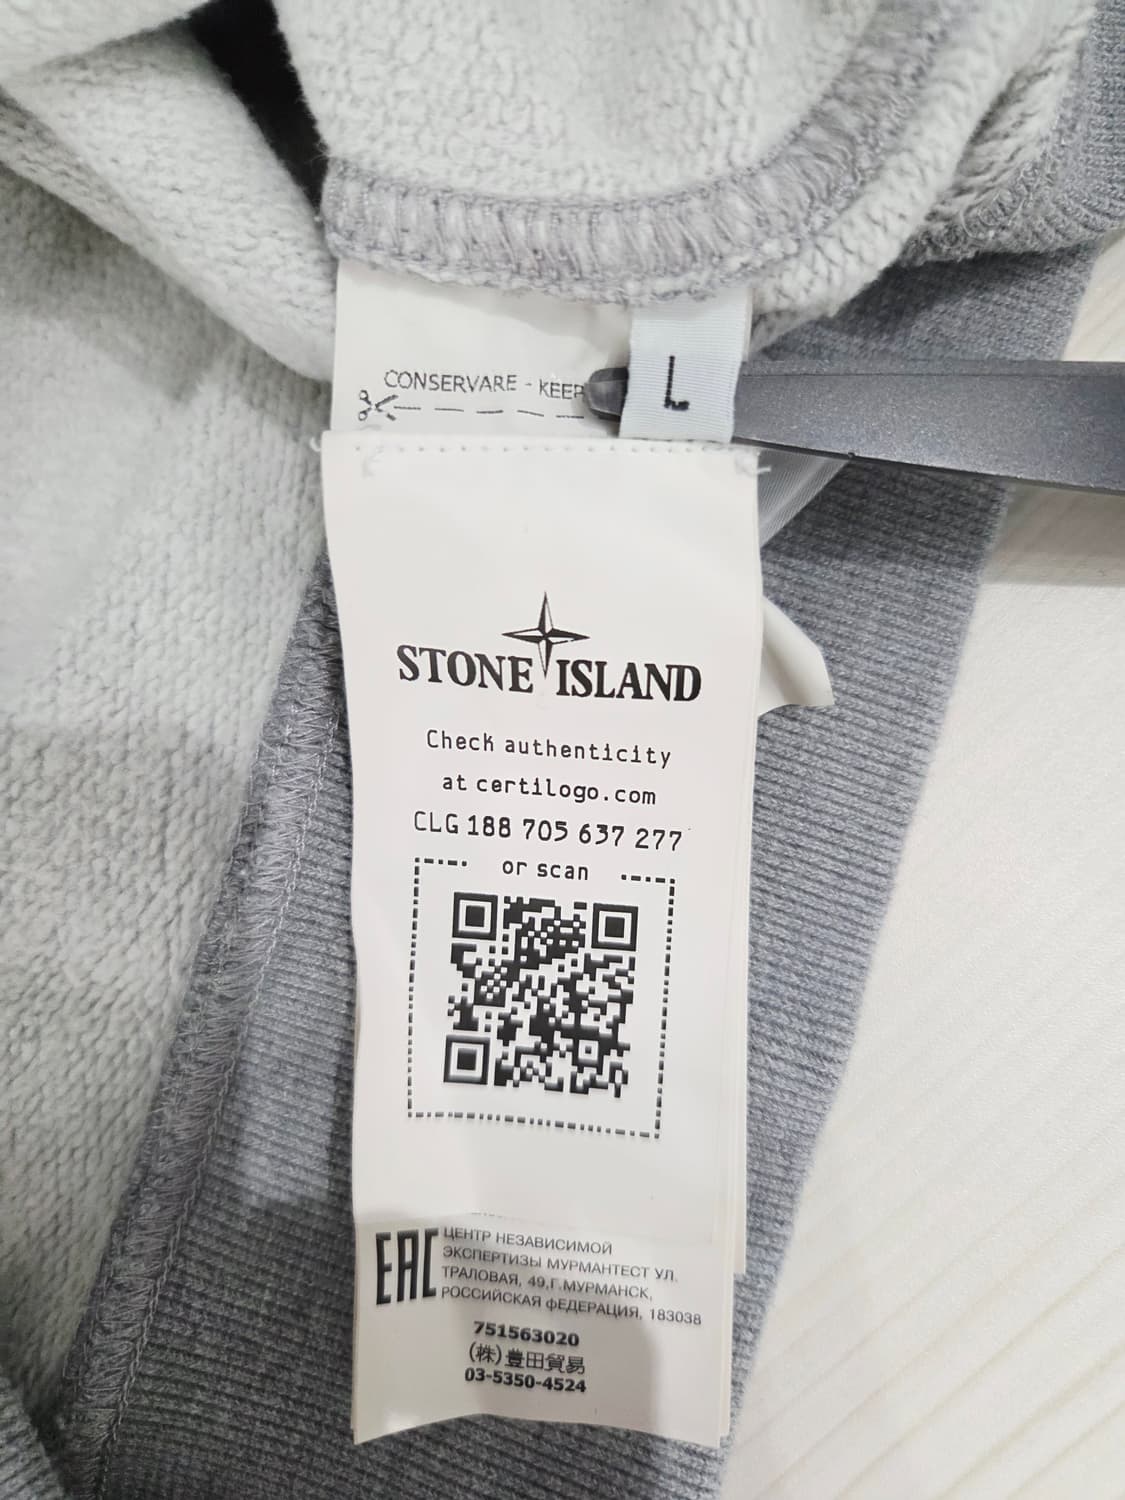 CONSERVARE - KEEP
L
STONE ISLAND
Check authenticity
at certilogo.com
CLG 188 705 637 277
or scan
EAC
ЦЕНТР НЕЗАВИСИМОЙ
ЭКСПЕРТИЗЫ МУРМАНТЕСТ УЛ.
ТРАЛОВАЯ, 49,Г.МУРМАНСК,
РОССИЙСКАЯ ФЕДЕРАЦИЯ, 183038
751563020
(株)豊田貿易
03-5350-4524